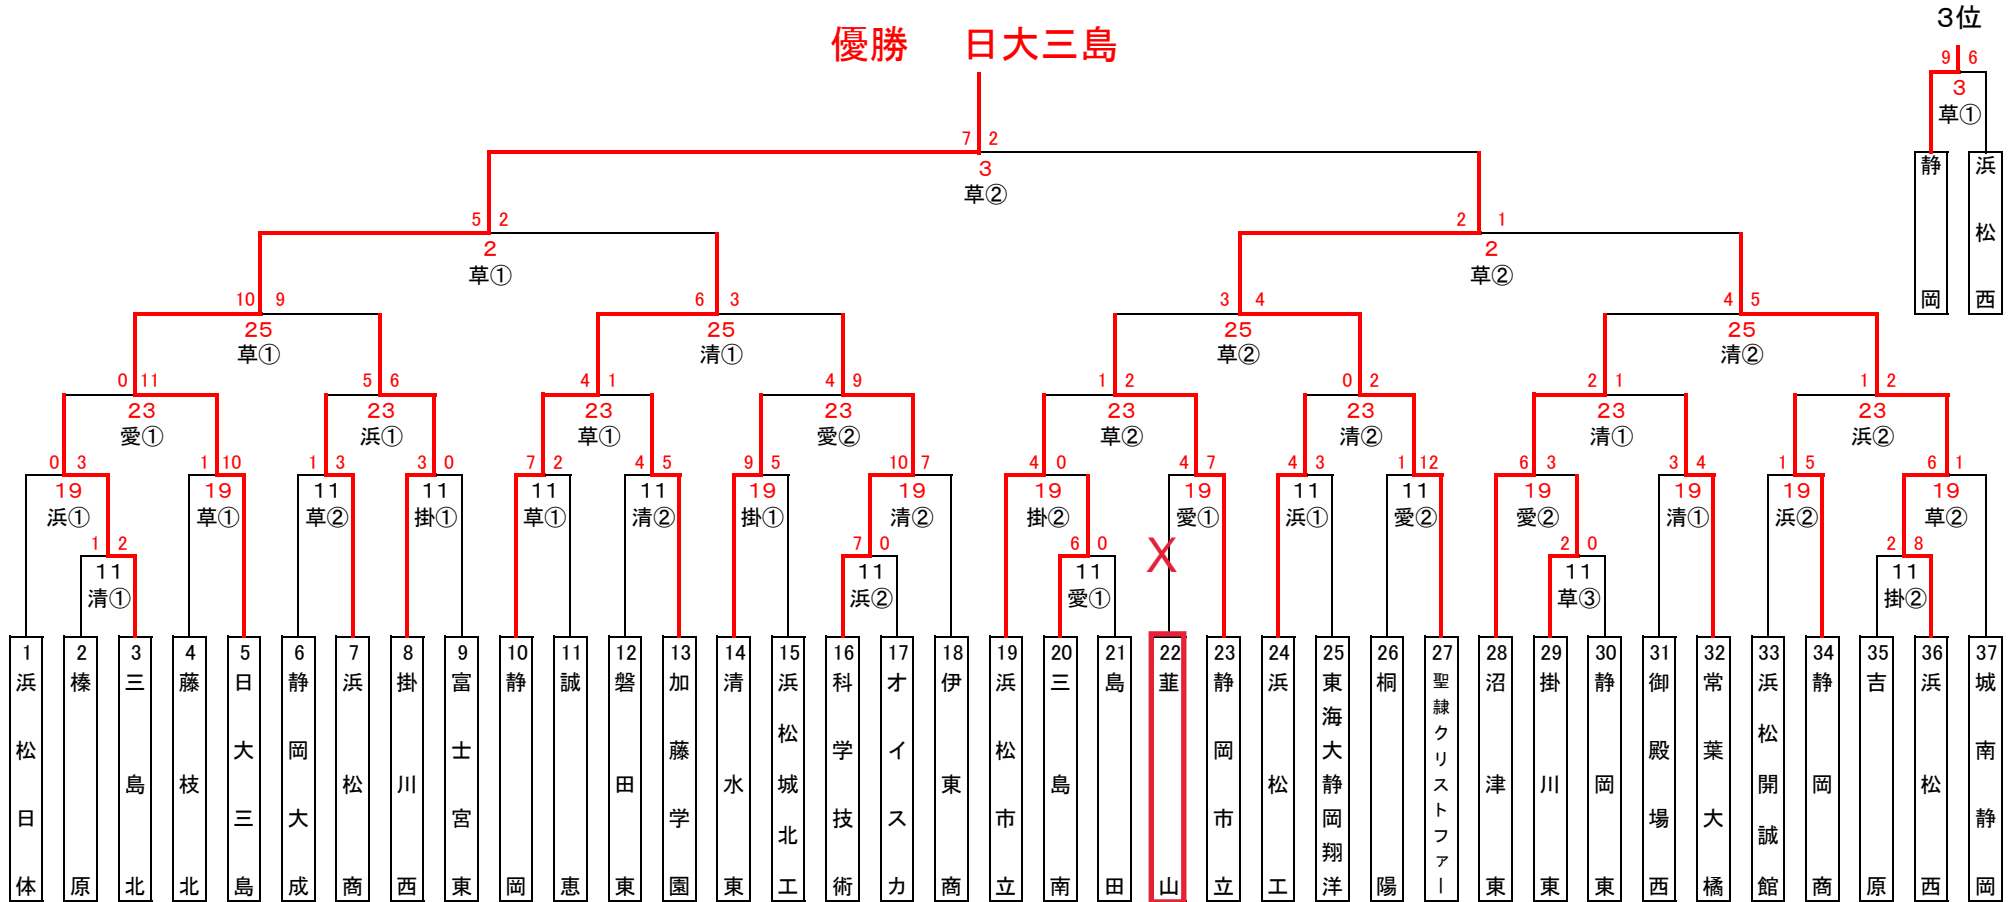 3位
優勝 日大三島
9 6
3
草①
7 2
3
草②
静岡
浜松西
5 2
2 1
2
草①
2
草②
10 9
6 3
3 4
4 5
25
草①
25
清①
25
草②
25
清②
0 11
5 6
4 1
4 9
1 2
0 2
2 1
1 2
23
愛①
23
浜①
23
草①
23
愛②
23
草②
23
清②
23
清①
23
浜②
0 3
1 10
1 3
3 0
7 2
4 5
9 5
10 7
4 0
4 7
4 3
1 12
6 3
3 4
1 5
6 1
19
浜①
19
草①
11
草②
11
掛①
11
草①
11
清②
19
掛①
19
清②
19
掛②
19
愛①
11
浜①
11
愛②
19
愛②
19
清①
19
浜②
19
草②
1 2
7 0
6 0
X
2 0
2 8
11
清①
11
浜②
11
愛①
11
草③
11
掛②
1 浜松日体
2 榛原
3 三島北
4 藤枝北
5 日大三島
6 静岡大成
7 浜松商
8 掛川西
9 富士宮東
10 静岡
11 誠恵
12 磐田東
13 加藤学園
14 清水東
15 浜松城北工
16 科学技術
17 オイスカ
18 伊東商
19 浜松市立
20 三島南
21 島田
22 韮山
23 静岡市立
24 浜松工
25 東海大静岡翔洋
26 桐陽
27 聖隷クリストファー
28 沼津東
29 掛川東
30 静岡東
31 御殿場西
32 常葉大橘
33 浜松開誠館
34 静岡商
35 吉原
36 浜松西
37 城南静岡